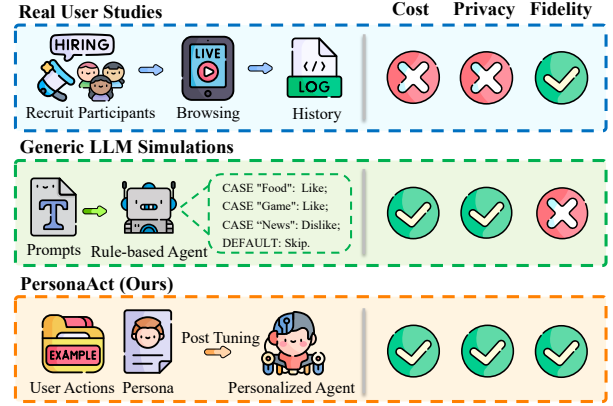 Real User Studies
Cost Privacy Fidelity
HIRING
LIVE
LOG
Recruit Participants Browsing History
Generic LLM Simulations
CASE "Food": Like;
CASE "Game": Like;
CASE “News": Dislike;
DEFAULT: Skip.
T
Prompts Rule-based Agent
PersonaAct (Ours)
Post Tuning
EXAMPLE
User Actions Persona Personalized Agent